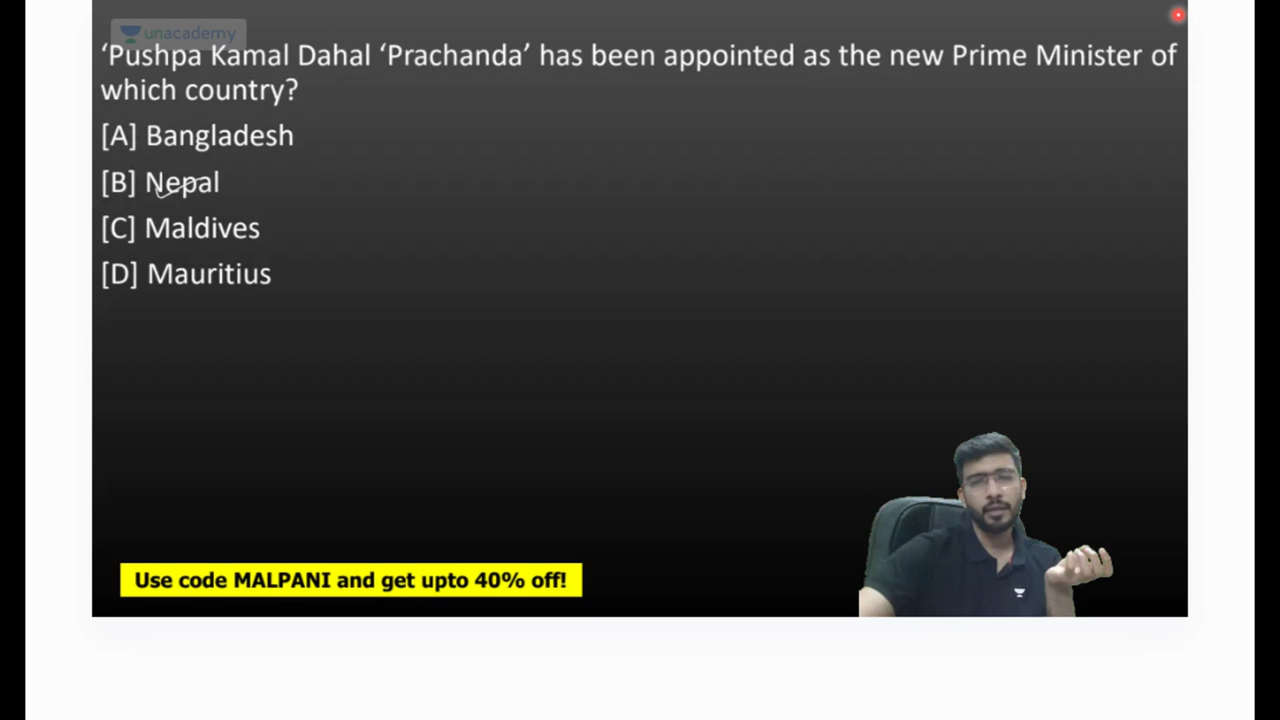 unacademy
‘Pushpa Kamal Dahal ‘Prachanda’ has been appointed as the new Prime Minister of
which country?
[A] Bangladesh
[B] Nepal
[C] Maldives
[D] Mauritius
Use code MALPANI and get upto 40% off!